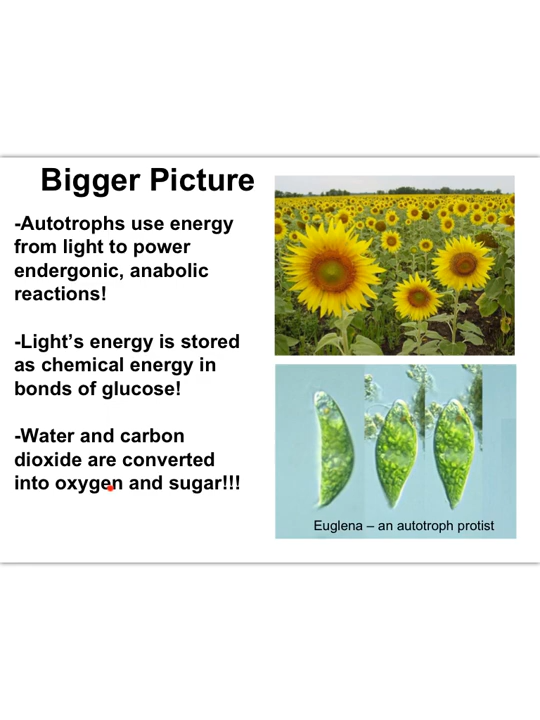 Bigger Picture
-Autotrophs use energy
from light to power
endergonic, anabolic
reactions!
-Light's energy is stored
as chemical energy in
bonds of glucose!
-Water and carbon
dioxide are converted
into oxygen and sugar!!!
Euglena – an autotroph protist